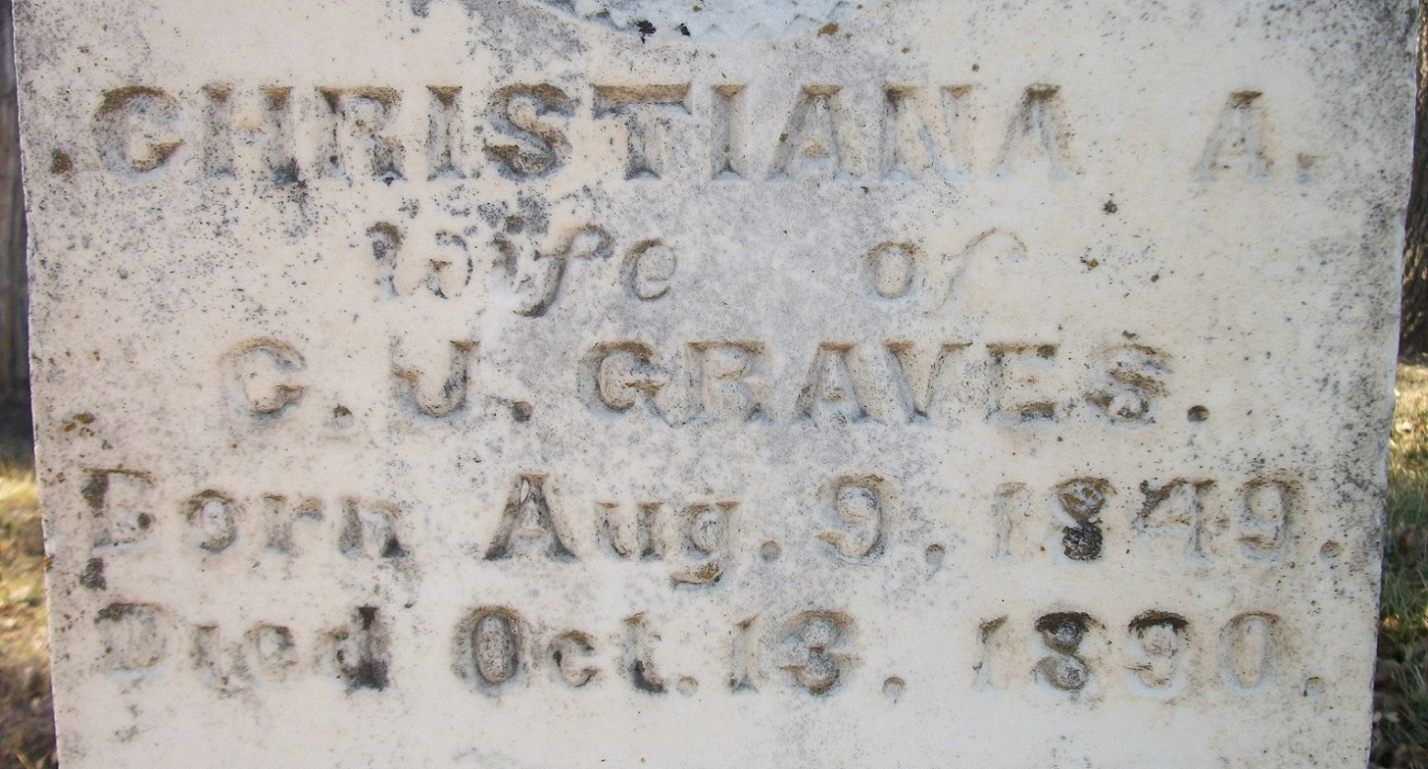 CHRISTIANA A.
Wife of
C. J. GRAVES.
Born Aug. 9, 1849.
Died Oct. 13, 1890.